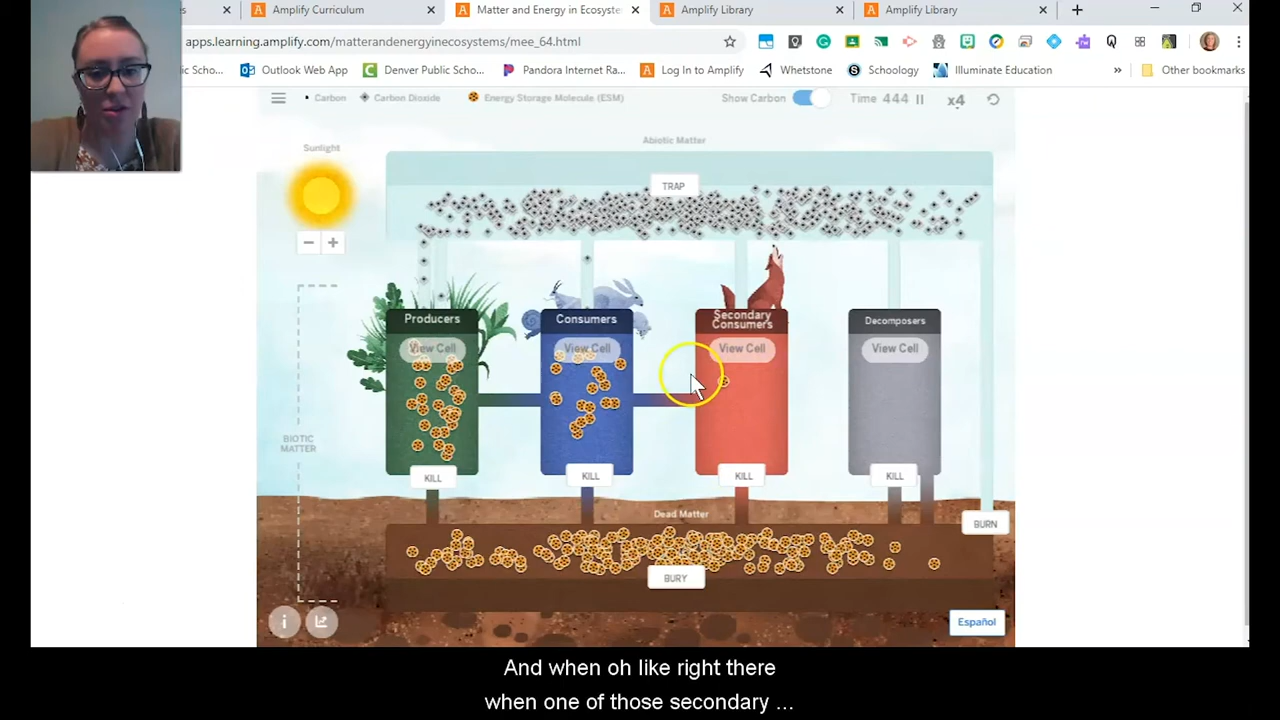 s
Amplify Curriculum
Matter and Energy in Ecosyste
Amplify Library
Amplify Library
apps.learning.amplify.com/matterandenergyinecosystems/mee_64.html
ic Scho...
Outlook Web App
Denver Public Scho...
Pandora Internet Ra...
Log In to Amplify
Whetstone
Schoology
Illuminate Education
»
Other bookmarks
Carbon
Carbon Dioxide
Energy Storage Molecule (ESM)
Show Carbon
Time 444
x4
Abiotic Matter
Sunlight
TRAP
Producers
Consumers
Secondary
Consumers
Decomposers
View Cell
View Cell
View Cell
View Cell
BIOTIC
MATTER
KILL
KILL
KILL
KILL
Dead Matter
BURN
BURY
Español
And when oh like right there
when one of those secondary ...